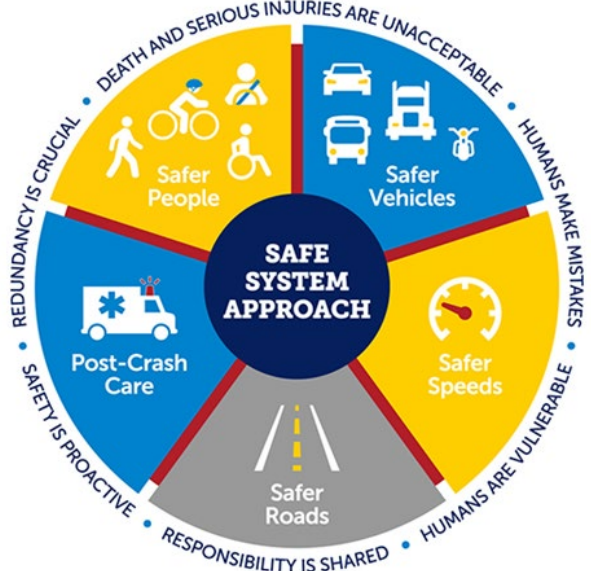 DEATH AND SERIOUS INJURIES ARE UNACCEPTABLE
HUMANS MAKE MISTAKES
HUMANS ARE VULNERABLE
RESPONSIBILITY IS SHARED
SAFETY IS PROACTIVE
REDUNDANCY IS CRUCIAL
Safer
People
Safer
Vehicles
SAFE
SYSTEM
APPROACH
Post-Crash
Care
Safer
Speeds
Safer
Roads